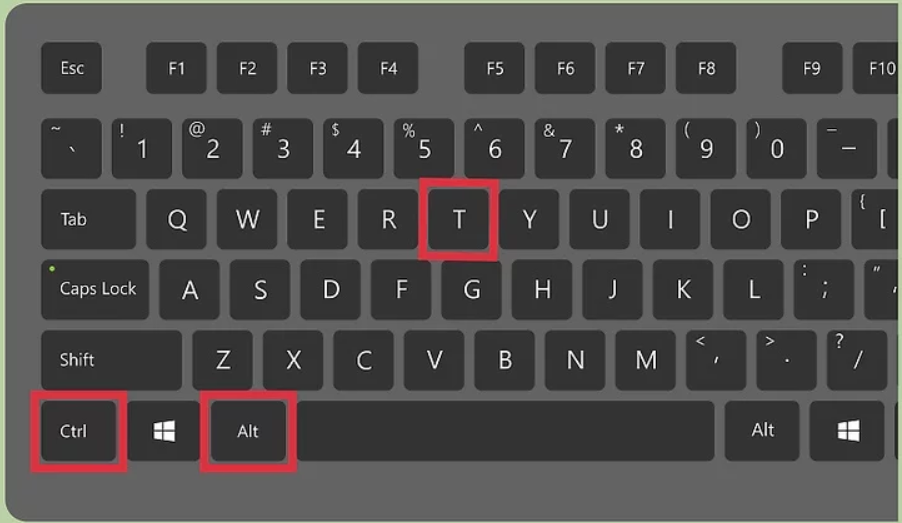 Esc F1 F2 F3 F4 F5 F6 F7 F8 F9 F10
~ ! @ # $ % ^ & * ( ) _
` 1 2 3 4 5 6 7 8 9 0 -
Tab Q W E R T Y U I O P { [
Caps Lock A S D F G H J K L : ; "
Shift Z X C V B N M < , > . ? /
Ctrl Alt Alt